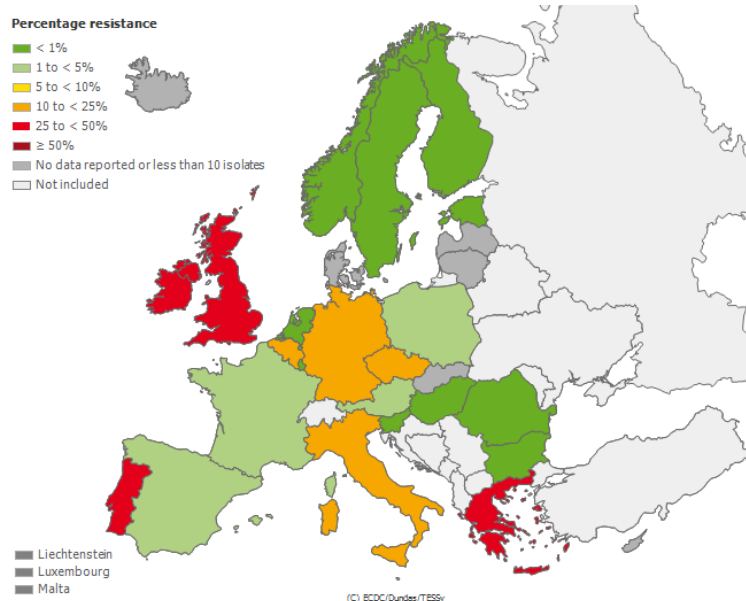 Percentage resistance
< 1%
1 to < 5%
5 to < 10%
10 to < 25%
25 to < 50%
≥ 50%
No data reported or less than 10 isolates
Not included
Liechtenstein
Luxembourg
Malta
(C) ECDC/Dundas/TESSy